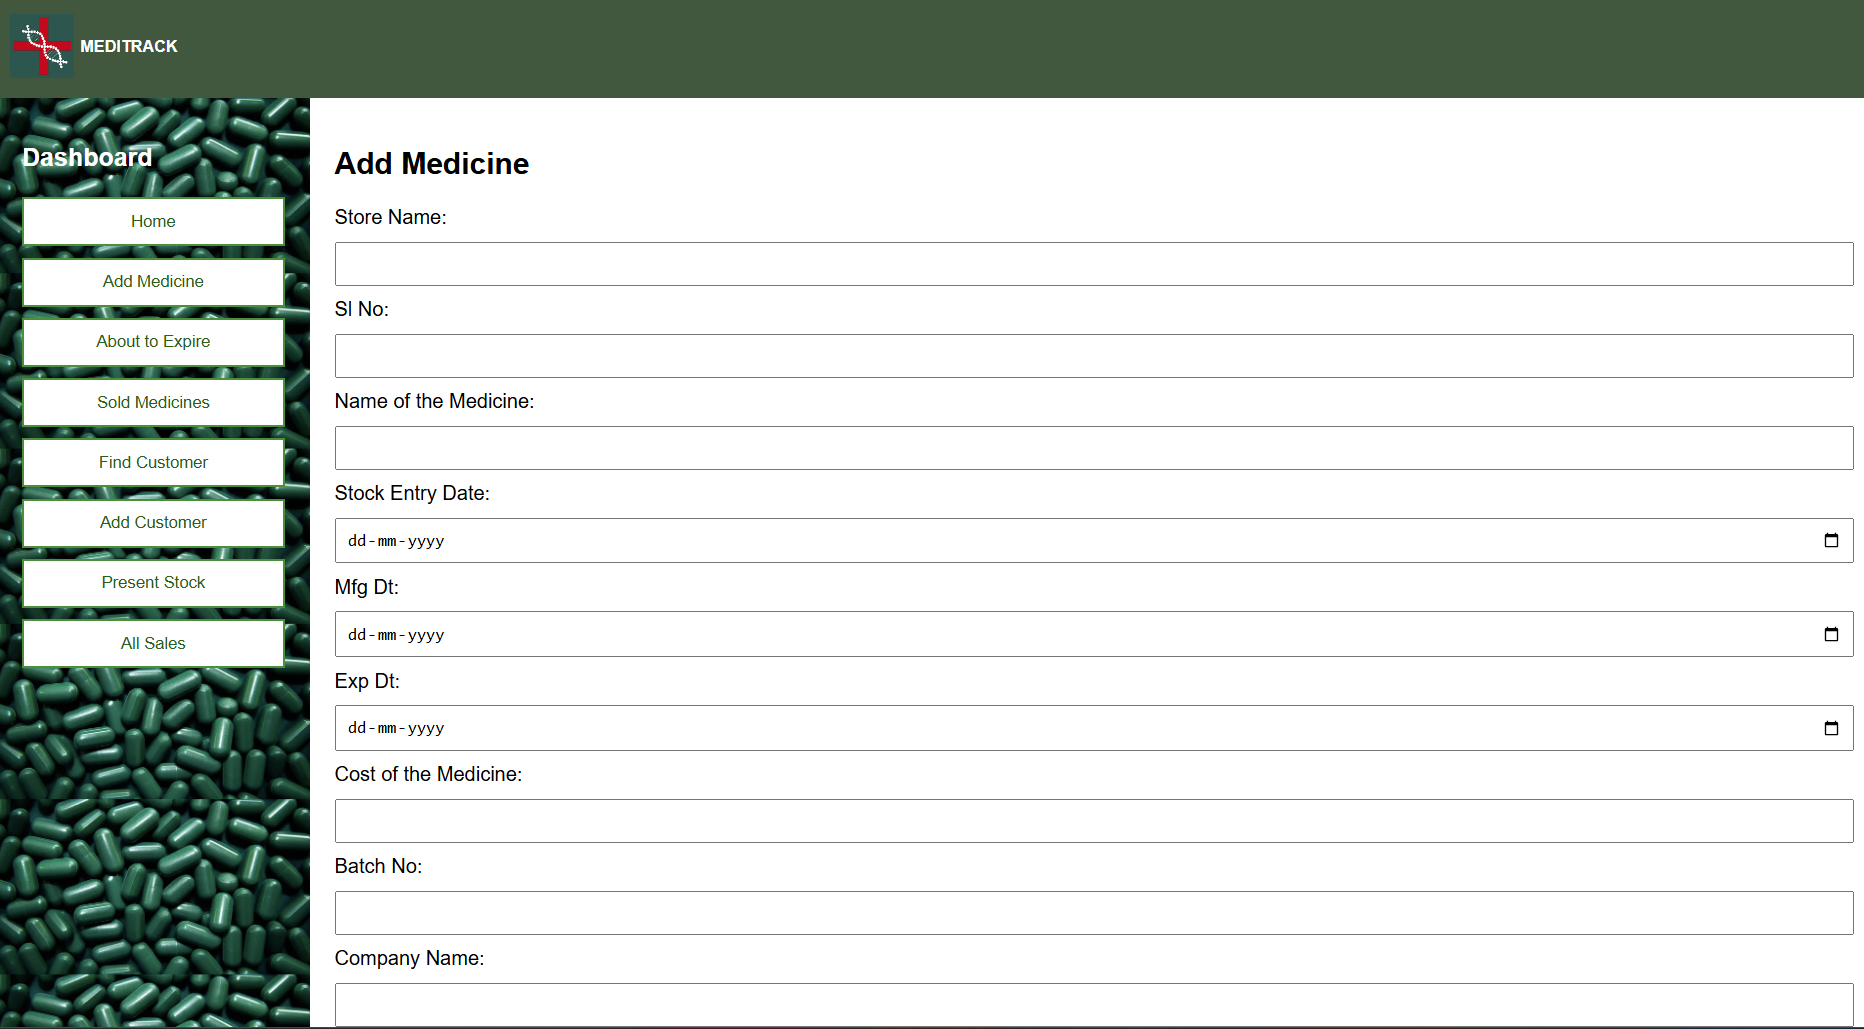 MEDITRACK
Dashboard
Home
Add Medicine
About to Expire
Sold Medicines
Find Customer
Add Customer
Present Stock
All Sales
Add Medicine
Store Name:
Sl No:
Name of the Medicine:
Stock Entry Date:
dd-mm-yyyy
Mfg Dt:
dd-mm-yyyy
Exp Dt:
dd-mm-yyyy
Cost of the Medicine:
Batch No:
Company Name: